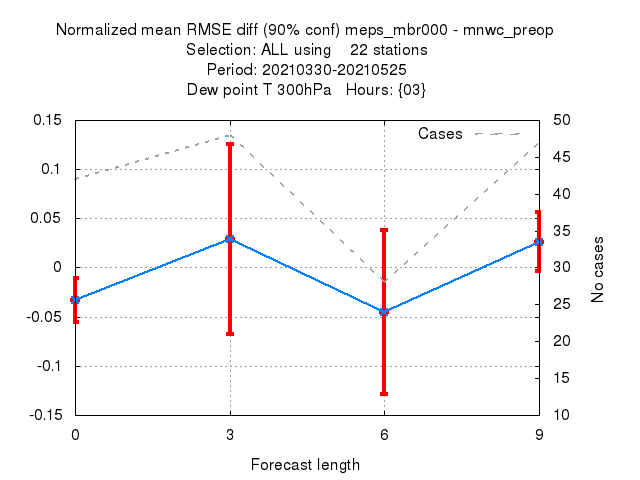 Normalized mean RMSE diff (90% conf) meps_mbr000 - mnwc_preop
Selection: ALL using    22 stations
Period: 20210330-20210525
Dew point T 300hPa   Hours: {03}
Cases
0.15
0.1
0.05
0
-0.05
-0.1
-0.15
50
45
40
35
30
25
20
15
10
No cases
0
3
6
9
Forecast length